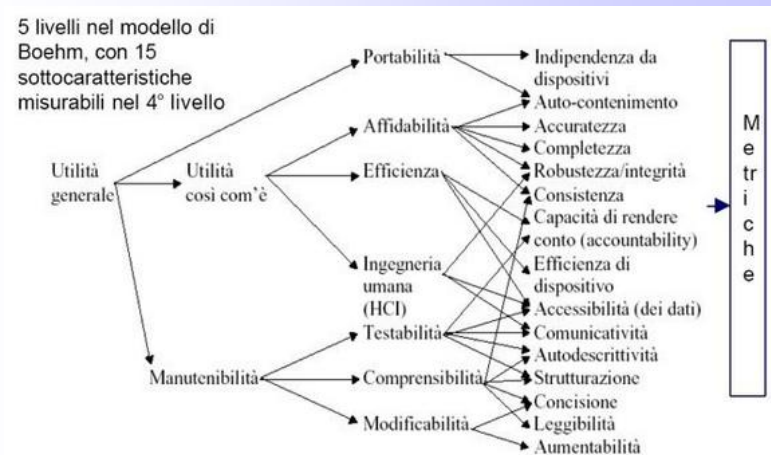 5 livelli nel modello di
Boehm, con 15
sottocaratteristiche
misurabili nel 4° livello
Utilità
generale
Utilità
così com'è
Manutenibilità
Portabilità
Affidabilità
Efficienza
Ingegneria
umana
(HCI)
Testabilità
Comprensibilità
Modificabilità
Indipendenza da
dispositivi
Auto-contenimento
Accuratezza
Completezza
Robustezza/integrità
Consistenza
Capacità di rendere
conto (accountability)
Efficienza di
dispositivo
Accessibilità (dei dati)
Comunicatività
Autodescrittività
Strutturazione
Concisione
Leggibilità
Aumentabilità
M
e
tr
i
c
h
e